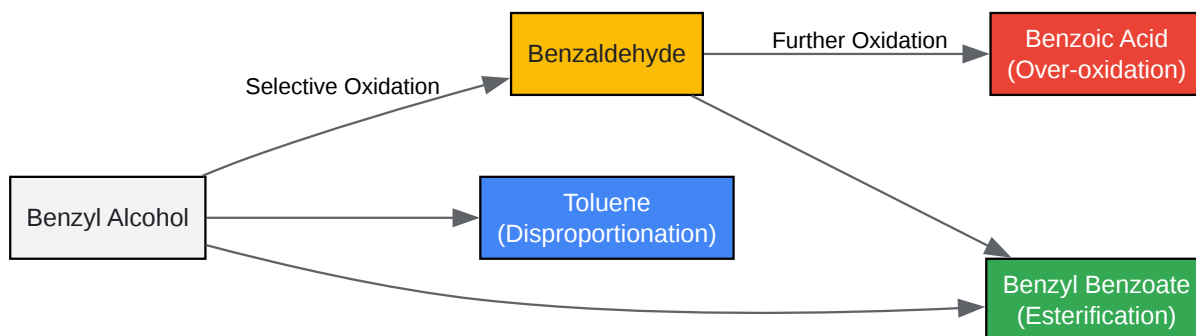 Benzaldehyde
Further Oxidation
Benzoic Acid
(Over-oxidation)
Selective Oxidation
Benzyl Alcohol
Toluene
(Disproportionation)
Benzyl Benzoate
(Esterification)